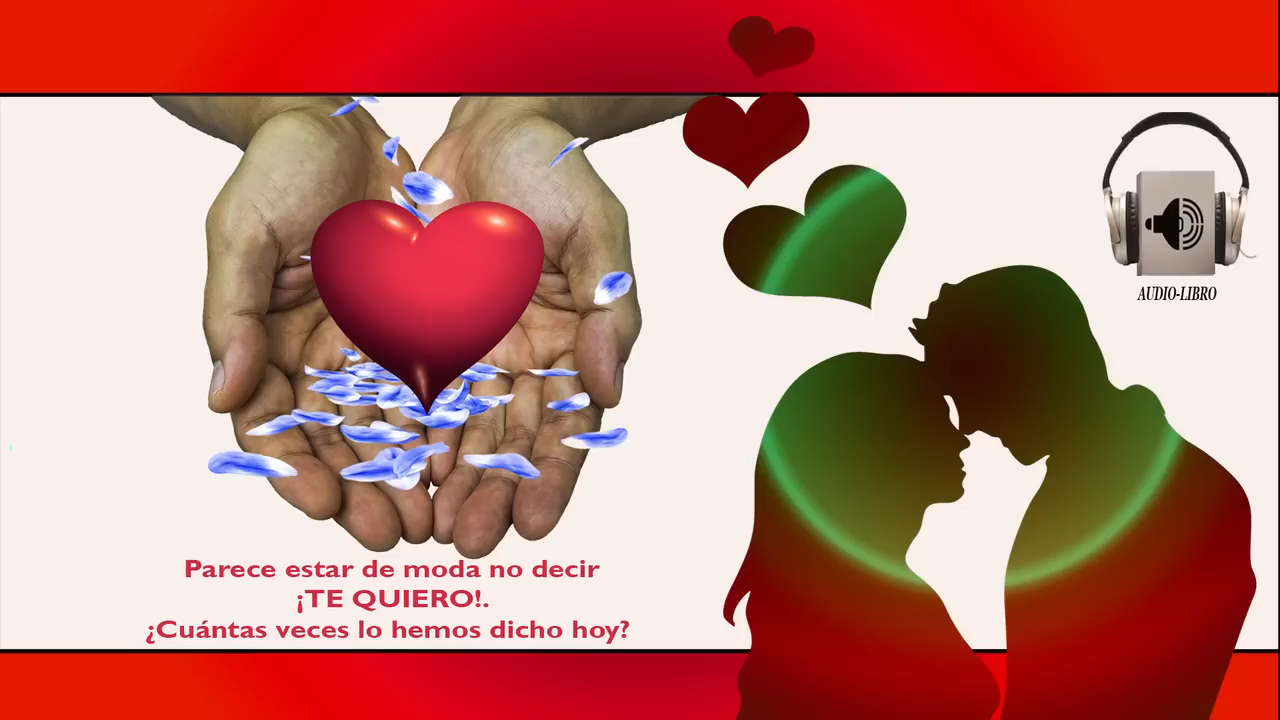 AUDIO-LIBRO
Parece estar de moda no decir
¡TE QUIERO!.
¿Cuántas veces lo hemos dicho hoy?